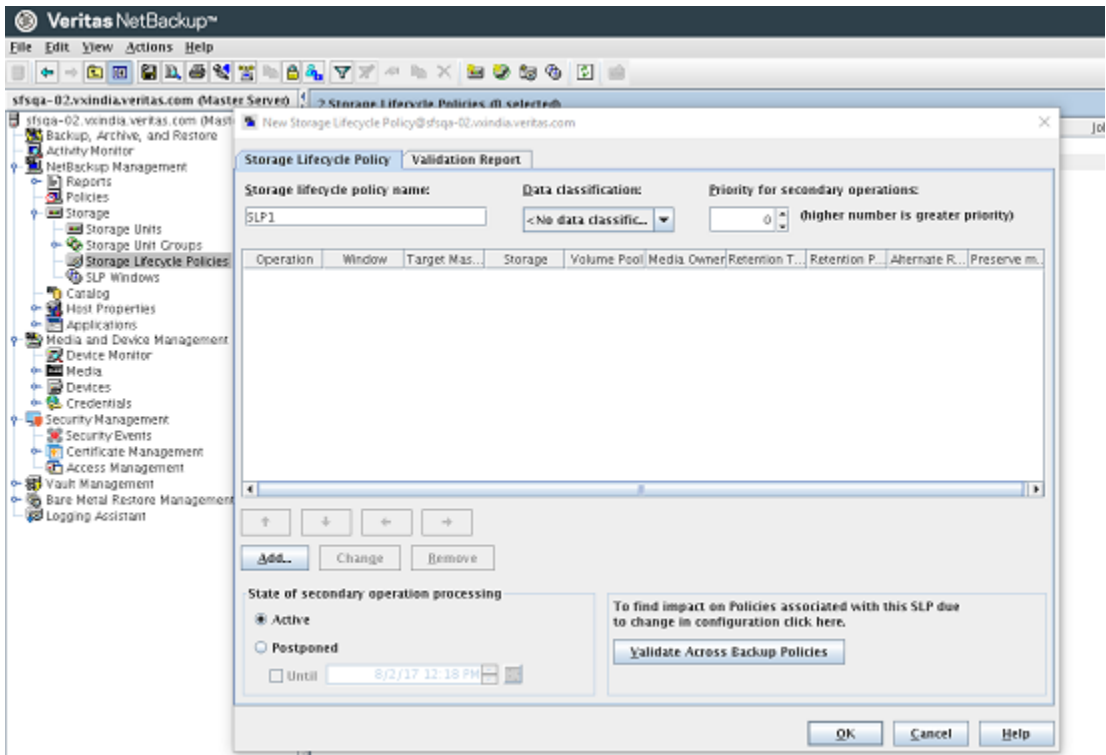 Veritas NetBackup™
File Edit View Actions Help
sfsqa-02.vxindia.veritas.com (Master Server)
2 Storage Lifecycle Policies (0 selected)
sfsqa-02.vxindia.veritas.com (Mast
Backup, Archive, and Restore
Activity Monitor
NetBackup Management
Reports
Policies
Storage
Storage Units
Storage Unit Groups
Storage Lifecycle Policies
SLP Windows
Catalog
Host Properties
Applications
Media and Device Management
Device Monitor
Media
Devices
Credentials
Security Management
Security Events
Certificate Management
Access Management
Vault Management
Bare Metal Restore Management
Logging Assistant
New Storage Lifecycle Policy@sfsqa-02.vxindia.veritas.com
Storage Lifecycle Policy Validation Report
Storage lifecycle policy name: Data classification: Priority for secondary operations:
SLP1 <No data classific... 0 (higher number is greater priority)
Operation Window Target Mas... Storage Volume Pool Media Owner Retention T... Retention P... Alternate R... Preserve m...
Add... Change Remove
State of secondary operation processing
Active
Postponed
Until 8/2/17 12:18 PM
To find impact on Policies associated with this SLP due
to change in configuration click here.
Validate Across Backup Policies
OK Cancel Help